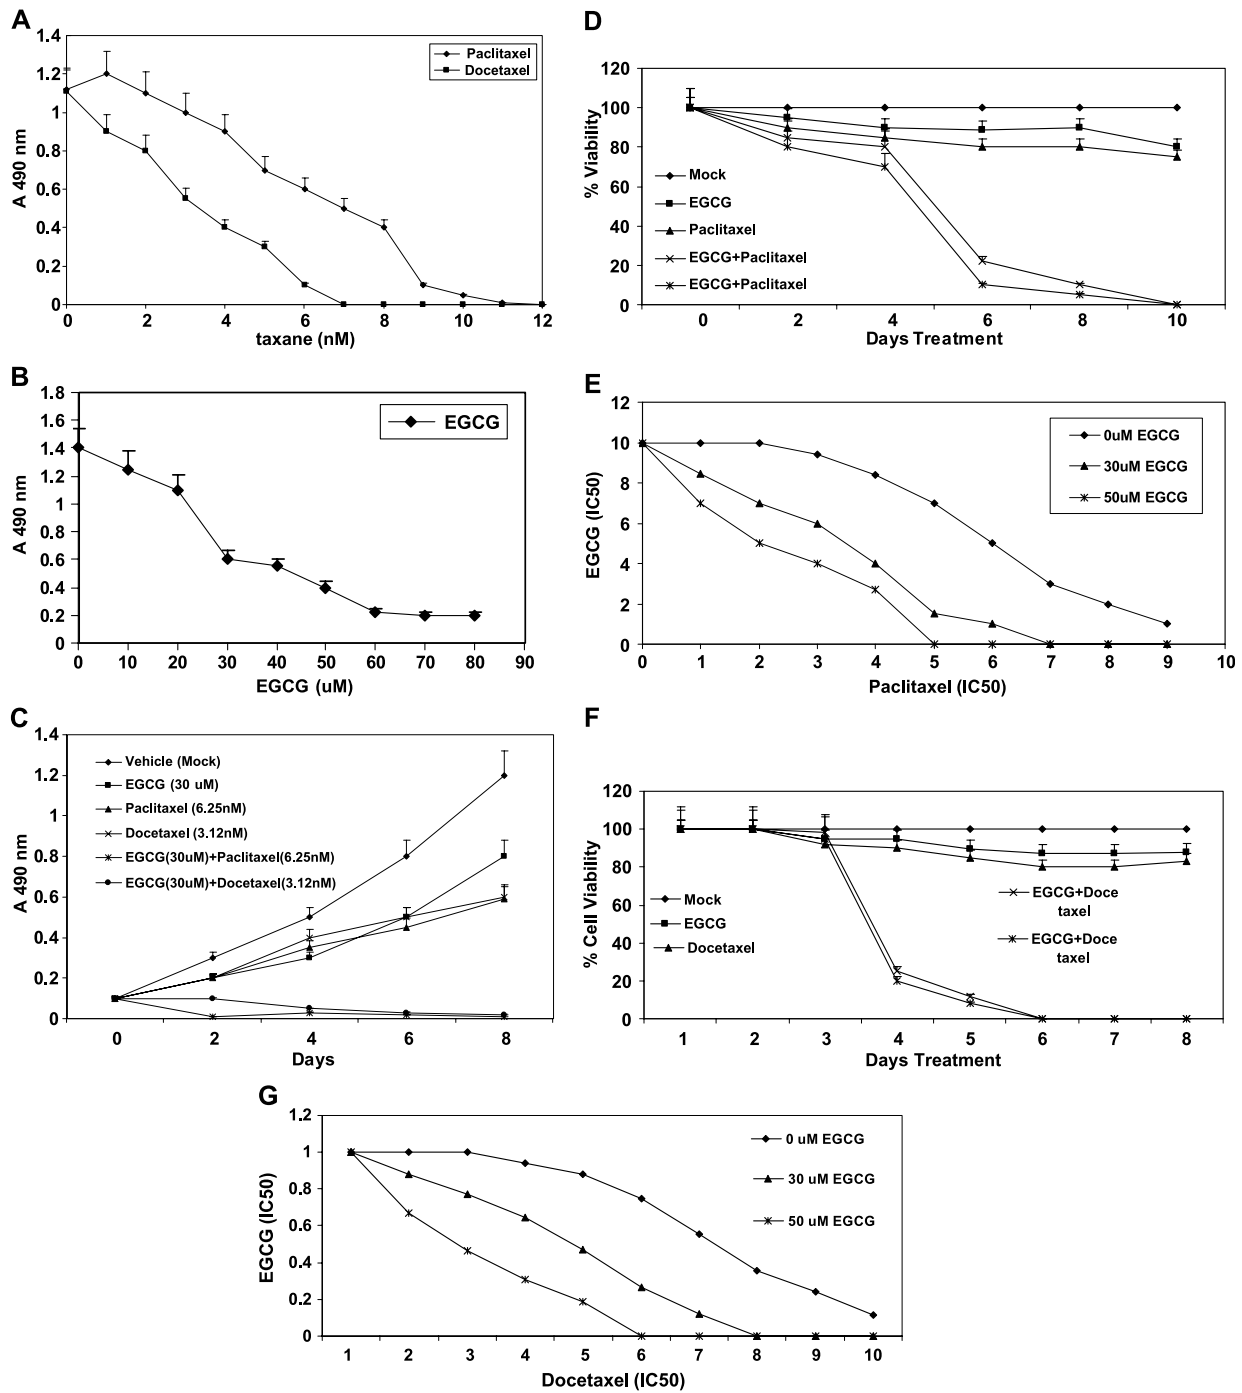 A
1.4
1.2
1
0.8
0.6
0.4
0.2
0
A 490 nm
Paclitaxel
Docetaxel
0 2 4 6 8 10 12
taxane (nM)
B
1.8
1.6
1.4
1.2
1
0.8
0.6
0.4
0.2
0
A 490 nm
EGCG
0 10 20 30 40 50 60 70 80 90
EGCG (uM)
C
1.4
1.2
1
0.8
0.6
0.4
0.2
0
A 490 nm
Vehicle (Mock)
EGCG (30 uM)
Paclitaxel (6.25nM)
Docetaxel (3.12nM)
EGCG(30uM)+Paclitaxel(6.25nM)
EGCG(30uM)+Docetaxel(3.12nM)
0 2 4 6 8
Days
D
120
100
80
60
40
20
0
% Viability
Mock
EGCG
Paclitaxel
EGCG+Paclitaxel
EGCG+Paclitaxel
0 2 4 6 8 10
Days Treatment
E
12
10
8
6
4
2
0
EGCG (IC50)
0uM EGCG
30uM EGCG
50uM EGCG
0 1 2 3 4 5 6 7 8 9 10
Paclitaxel (IC50)
F
120
100
80
60
40
20
0
% Cell Viability
Mock
EGCG
Docetaxel
EGCG+Doce
taxel
EGCG+Doce
taxel
1 2 3 4 5 6 7 8
Days Treatment
G
1.2
1
0.8
0.6
0.4
0.2
0
EGCG (IC50)
0 uM EGCG
30 uM EGCG
50 uM EGCG
1 2 3 4 5 6 7 8 9 10
Docetaxel (IC50)